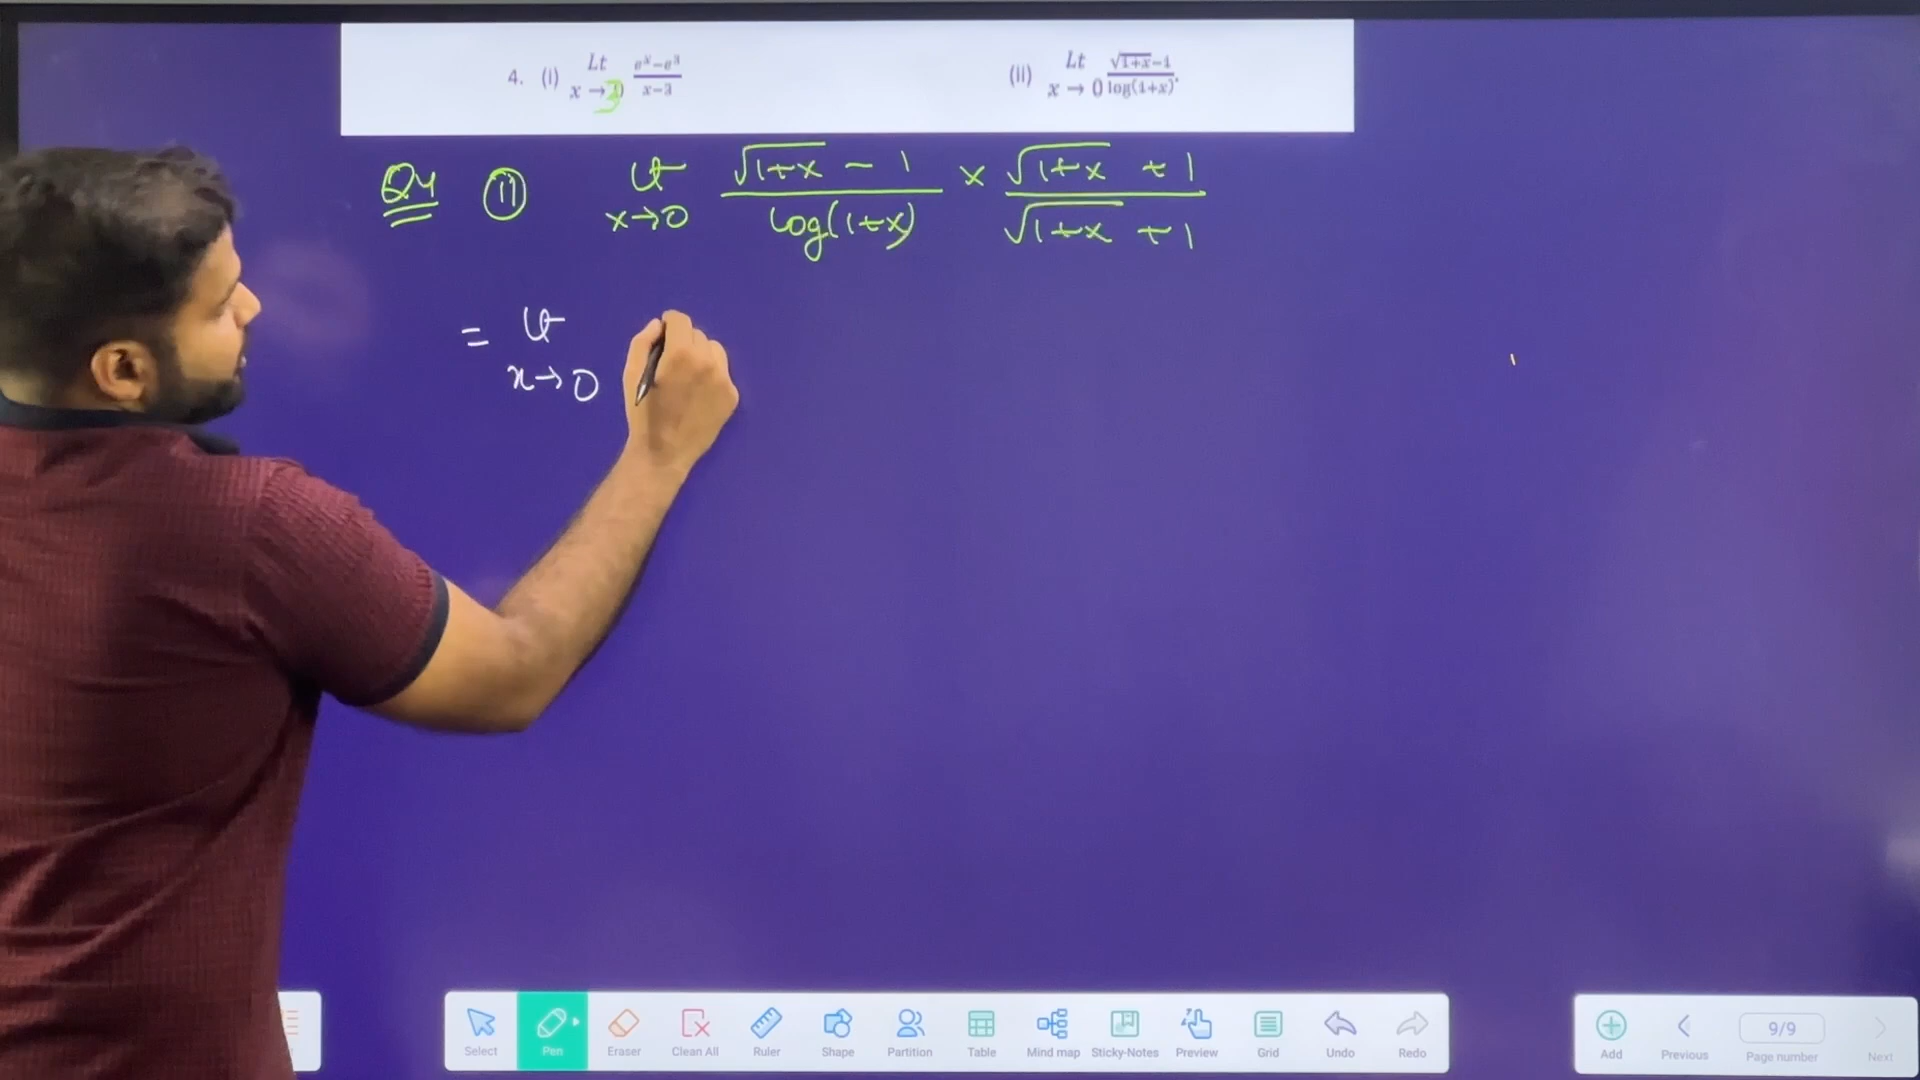 4. (i) Lt x → 3 eˣ−e³/x−3 (ii) Lt x → 0 √1+x−1/log(1+x).
Q4 (ii) Lt x→0 √1+x − 1/log(1+x) × √1+x + 1/√1+x + 1
= Lt x→0
Select Pen Eraser Clean All Ruler Shape Partition Table Mind map Sticky-Notes Preview Grid Undo Redo Add Previous 9/9 Page number Next